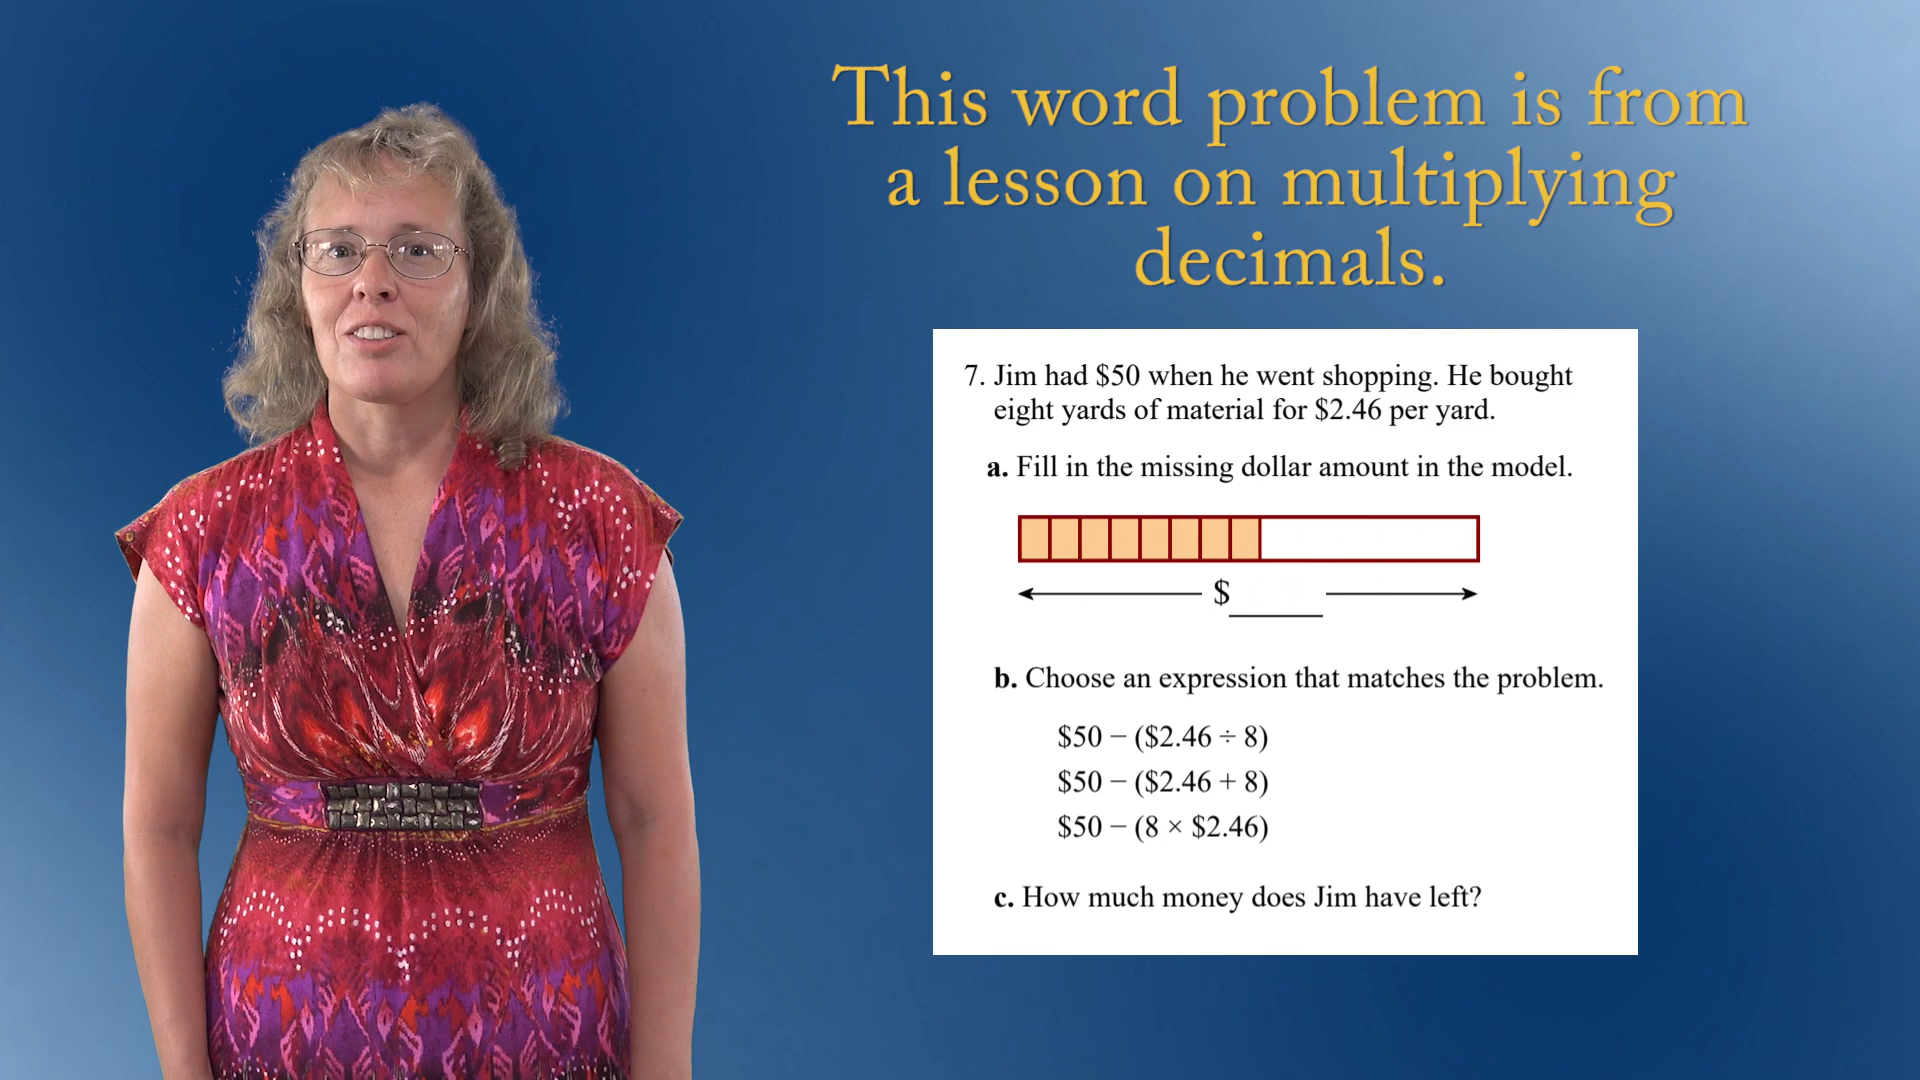 This word problem is from
a lesson on multiplying
decimals.
7. Jim had $50 when he went shopping. He bought
eight yards of material for $2.46 per yard.
a. Fill in the missing dollar amount in the model.
$______
b. Choose an expression that matches the problem.
$50 − ($2.46 ÷ 8)
$50 − ($2.46 + 8)
$50 − (8 × $2.46)
c. How much money does Jim have left?